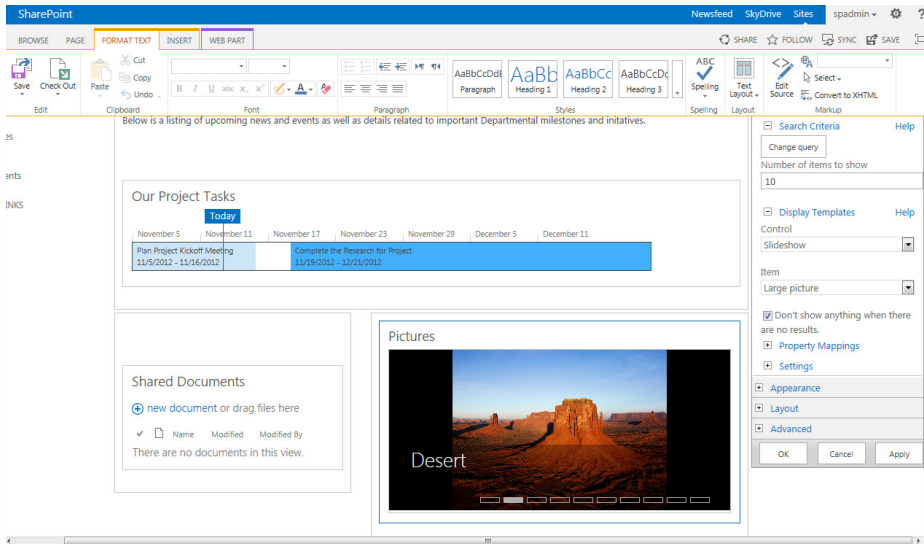 SharePoint Newsfeed SkyDrive Sites spadmin ?
BROWSE PAGE FORMAT TEXT INSERT WEB PART SHARE FOLLOW SYNC SAVE
Save Check Out Paste Cut Copy Undo
B I U abc x₂ x² A
AaBbCcDdE Paragraph AaBb Heading 1 AaBbCc Heading 2 AaBbCcDc Heading 3
ABC Spelling Text Layout Edit Source Select Convert to XHTML
Edit Clipboard Font Paragraph Styles Spelling Layout Markup
Below is a listing of upcoming news and events as well as details related to important Departmental milestones and initatives.
es
ents
INKS
Our Project Tasks
Today
November 5 November 11 November 17 November 23 November 29 December 5 December 11
Plan Project Kickoff Meeting Complete the Research for Project
11/5/2012 - 11/16/2012 11/19/2012 - 12/21/2012
Shared Documents
new document or drag files here
Name Modified Modified By
There are no documents in this view.
Pictures
Desert
Search Criteria Help
Change query
Number of items to show
10
Display Templates Help
Control
Slideshow
Item
Large picture
Don't show anything when there
are no results.
Property Mappings
Settings
Appearance
Layout
Advanced
OK Cancel Apply